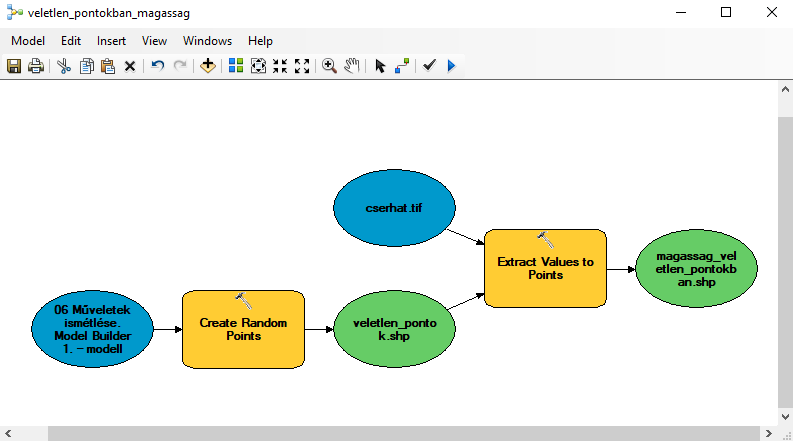 veletlen_pontokban_magassag
Model Edit Insert View Windows Help
cserhat.tif
Extract Values to
Points
magassag_vel
etlen_pontokb
an.shp
06 Műveletek
ismétlése.
Model Builder
1. – modell
Create Random
Points
veletlen_ponto
k.shp